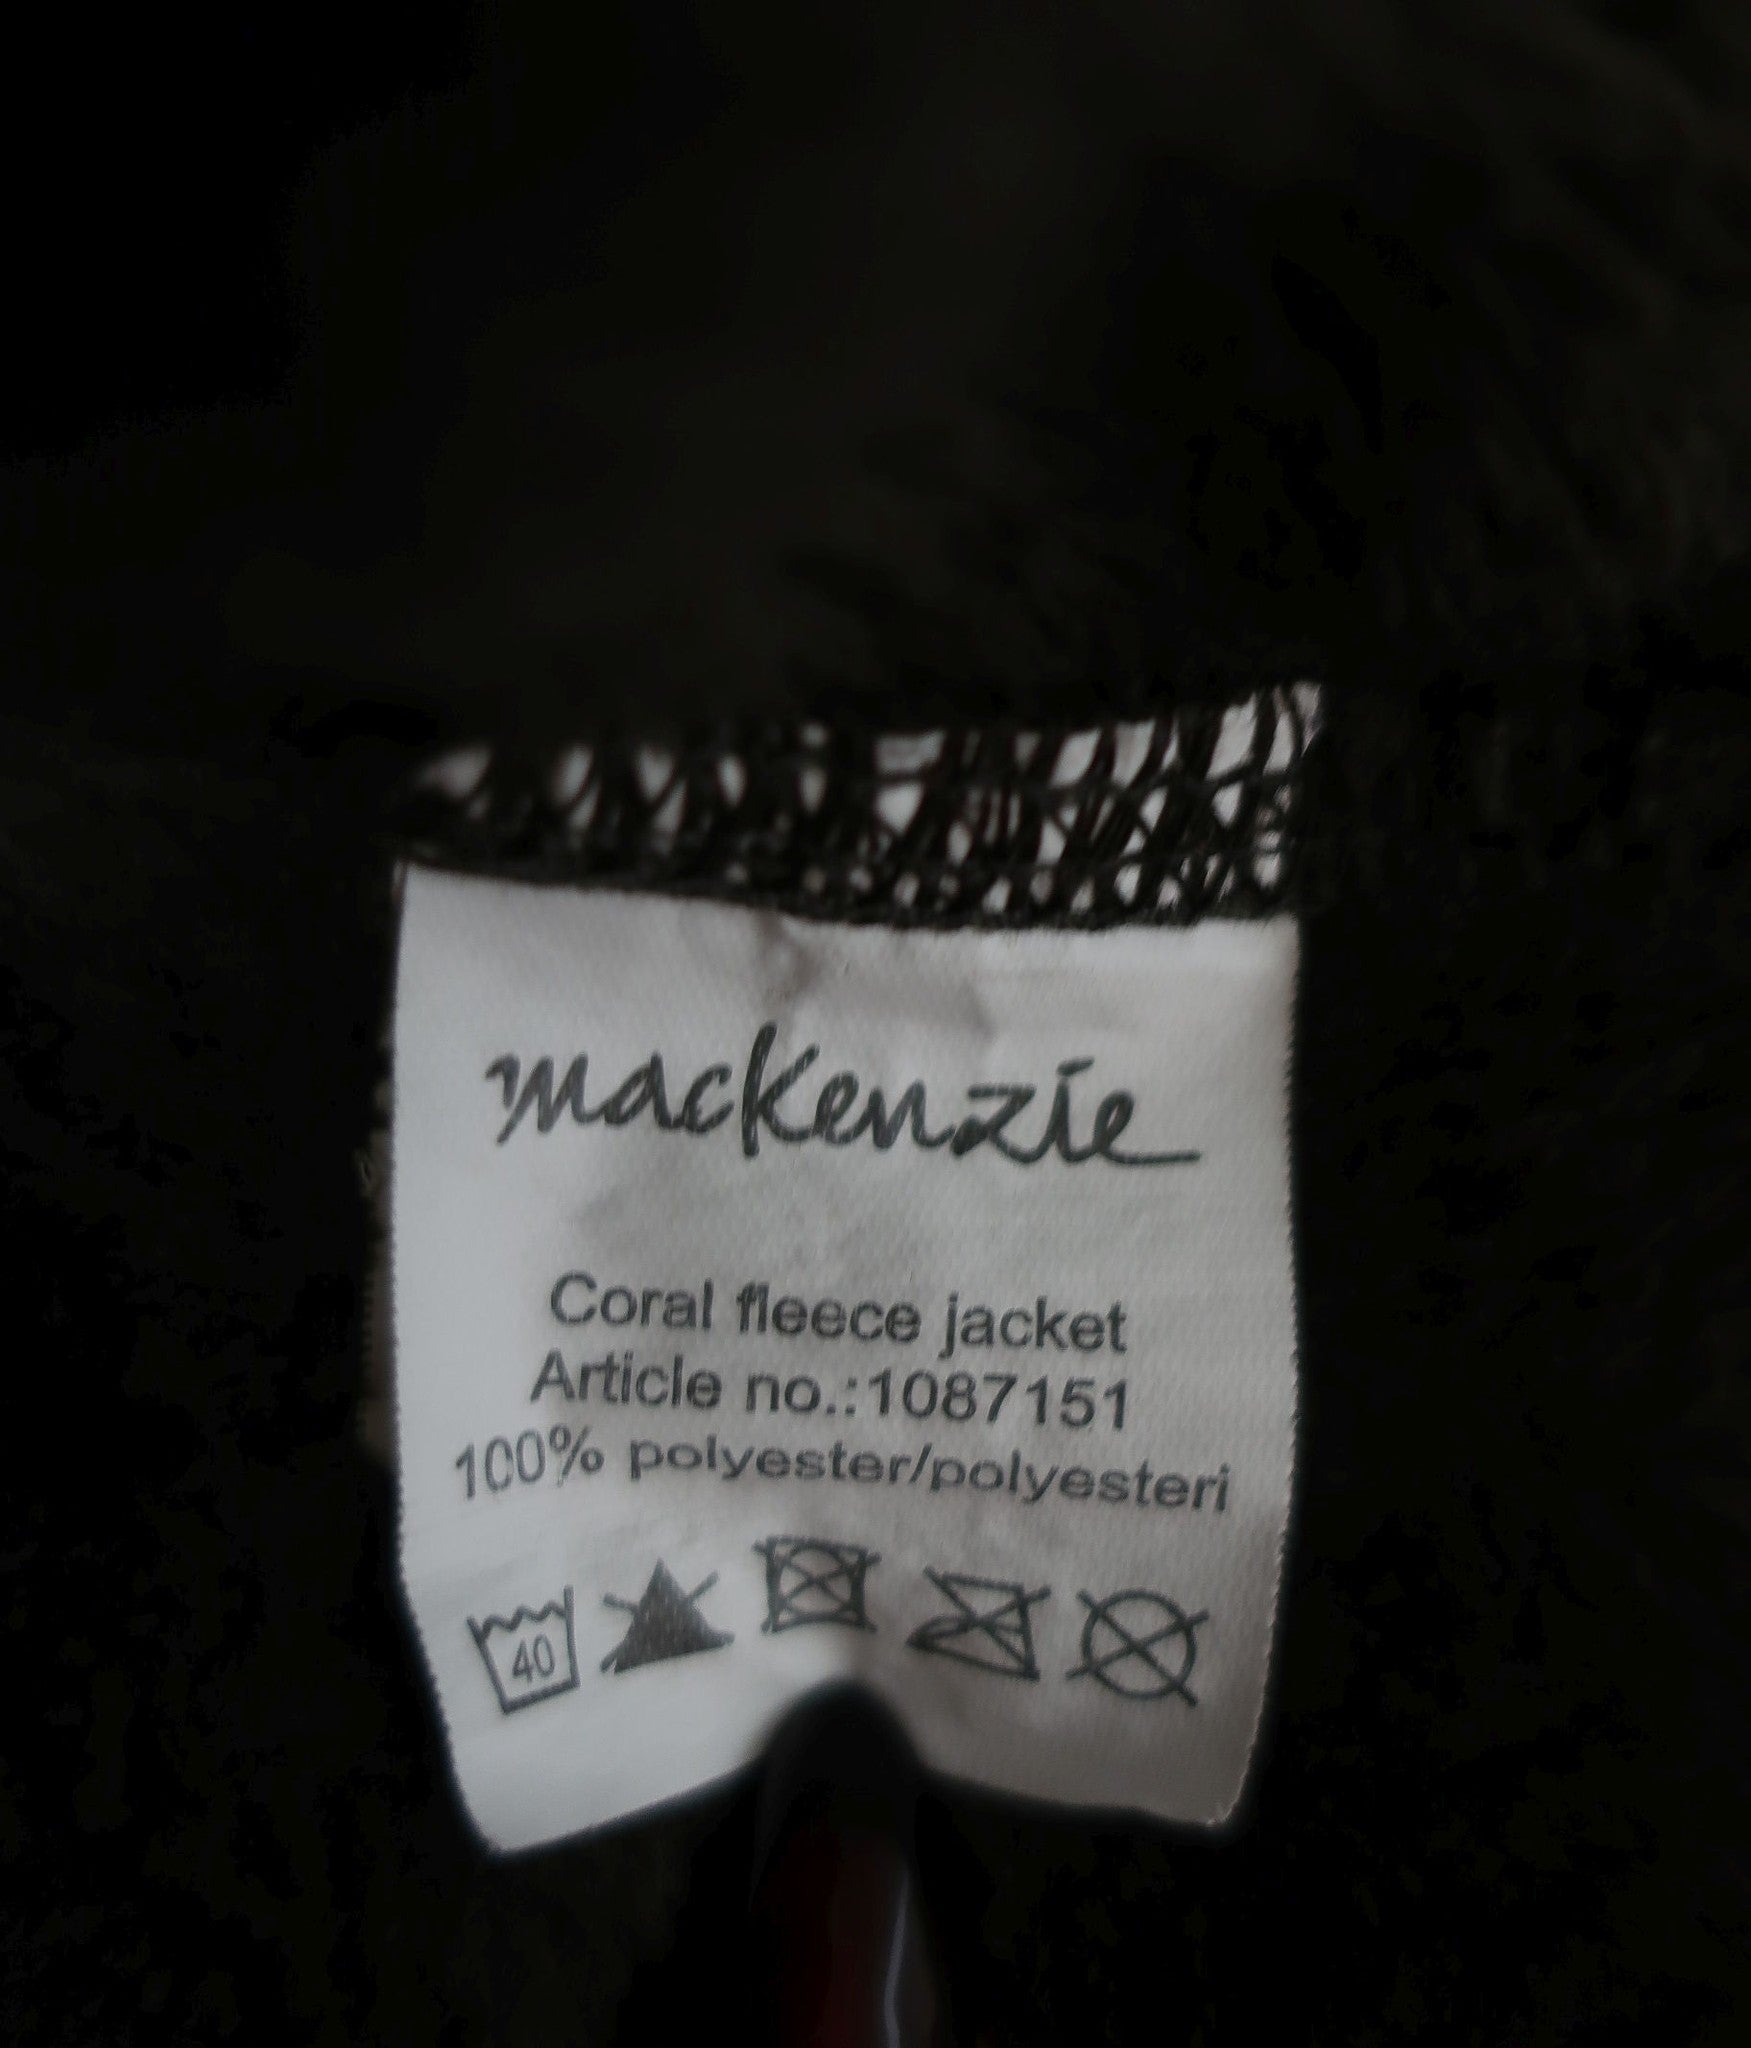 mackenzie
Coral fleece jacket
Article no.:1087151
100% polyester/polyesteri
40